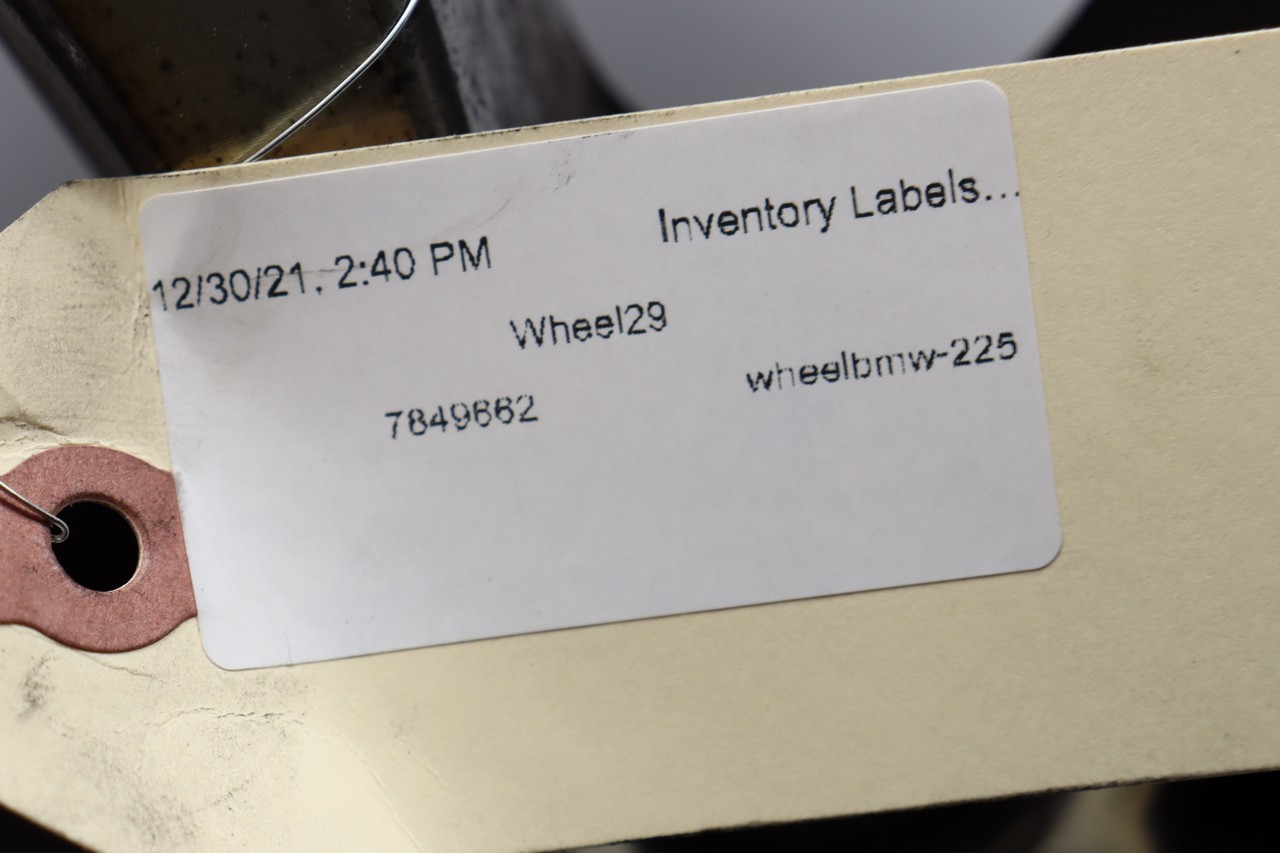 12/30/21, 2:40 PM Inventory Labels...
Wheel29
7849662 wheelbmw-225